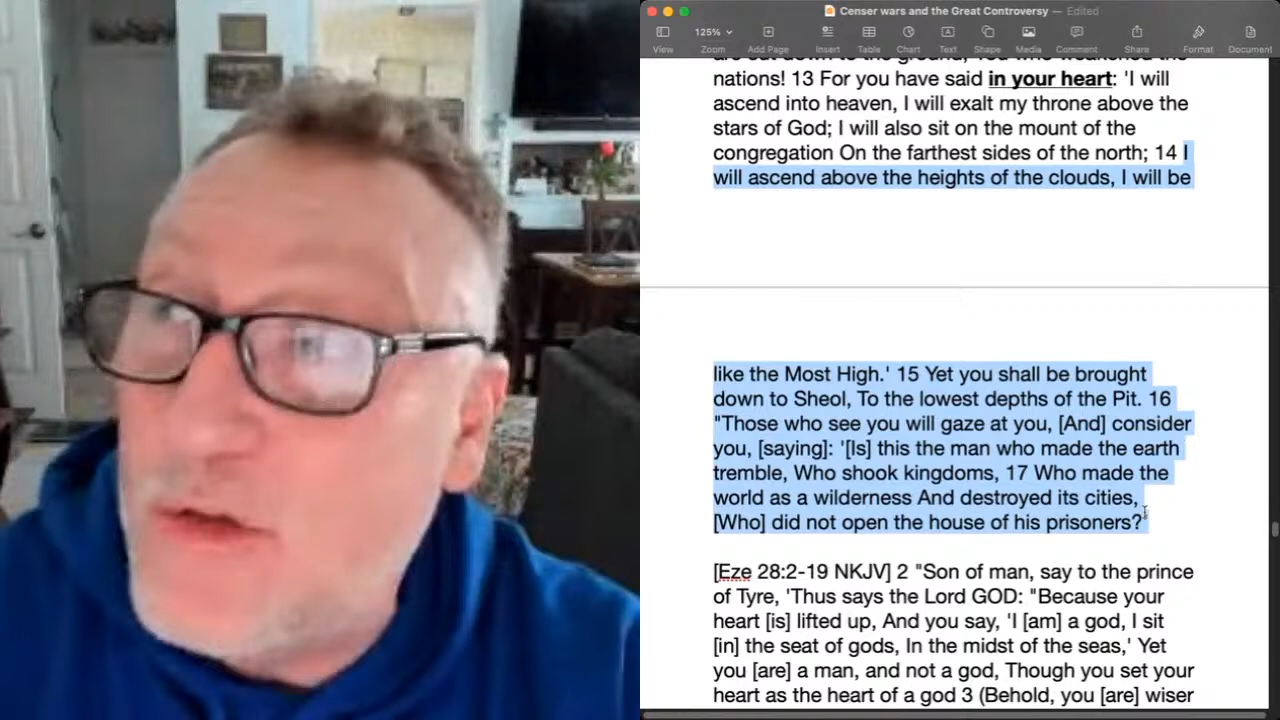 Censer wars and the Great Controversy — Edited
125%
View
Zoom
Add Page
Insert
Table
Chart
Text
Shape
Media
Comment
Share
Format
Document
are cut down to the ground, You who weakened the
nations! 13 For you have said in your heart: 'I will
ascend into heaven, I will exalt my throne above the
stars of God; I will also sit on the mount of the
congregation On the farthest sides of the north; 14 I
will ascend above the heights of the clouds, I will be
like the Most High.' 15 Yet you shall be brought
down to Sheol, To the lowest depths of the Pit. 16
"Those who see you will gaze at you, [And] consider
you, [saying]: '[Is] this the man who made the earth
tremble, Who shook kingdoms, 17 Who made the
world as a wilderness And destroyed its cities,
[Who] did not open the house of his prisoners?'
[Eze 28:2-19 NKJV] 2 "Son of man, say to the prince
of Tyre, 'Thus says the Lord GOD: "Because your
heart [is] lifted up, And you say, 'I [am] a god, I sit
[in] the seat of gods, In the midst of the seas,' Yet
you [are] a man, and not a god, Though you set your
heart as the heart of a god 3 (Behold, you [are] wiser